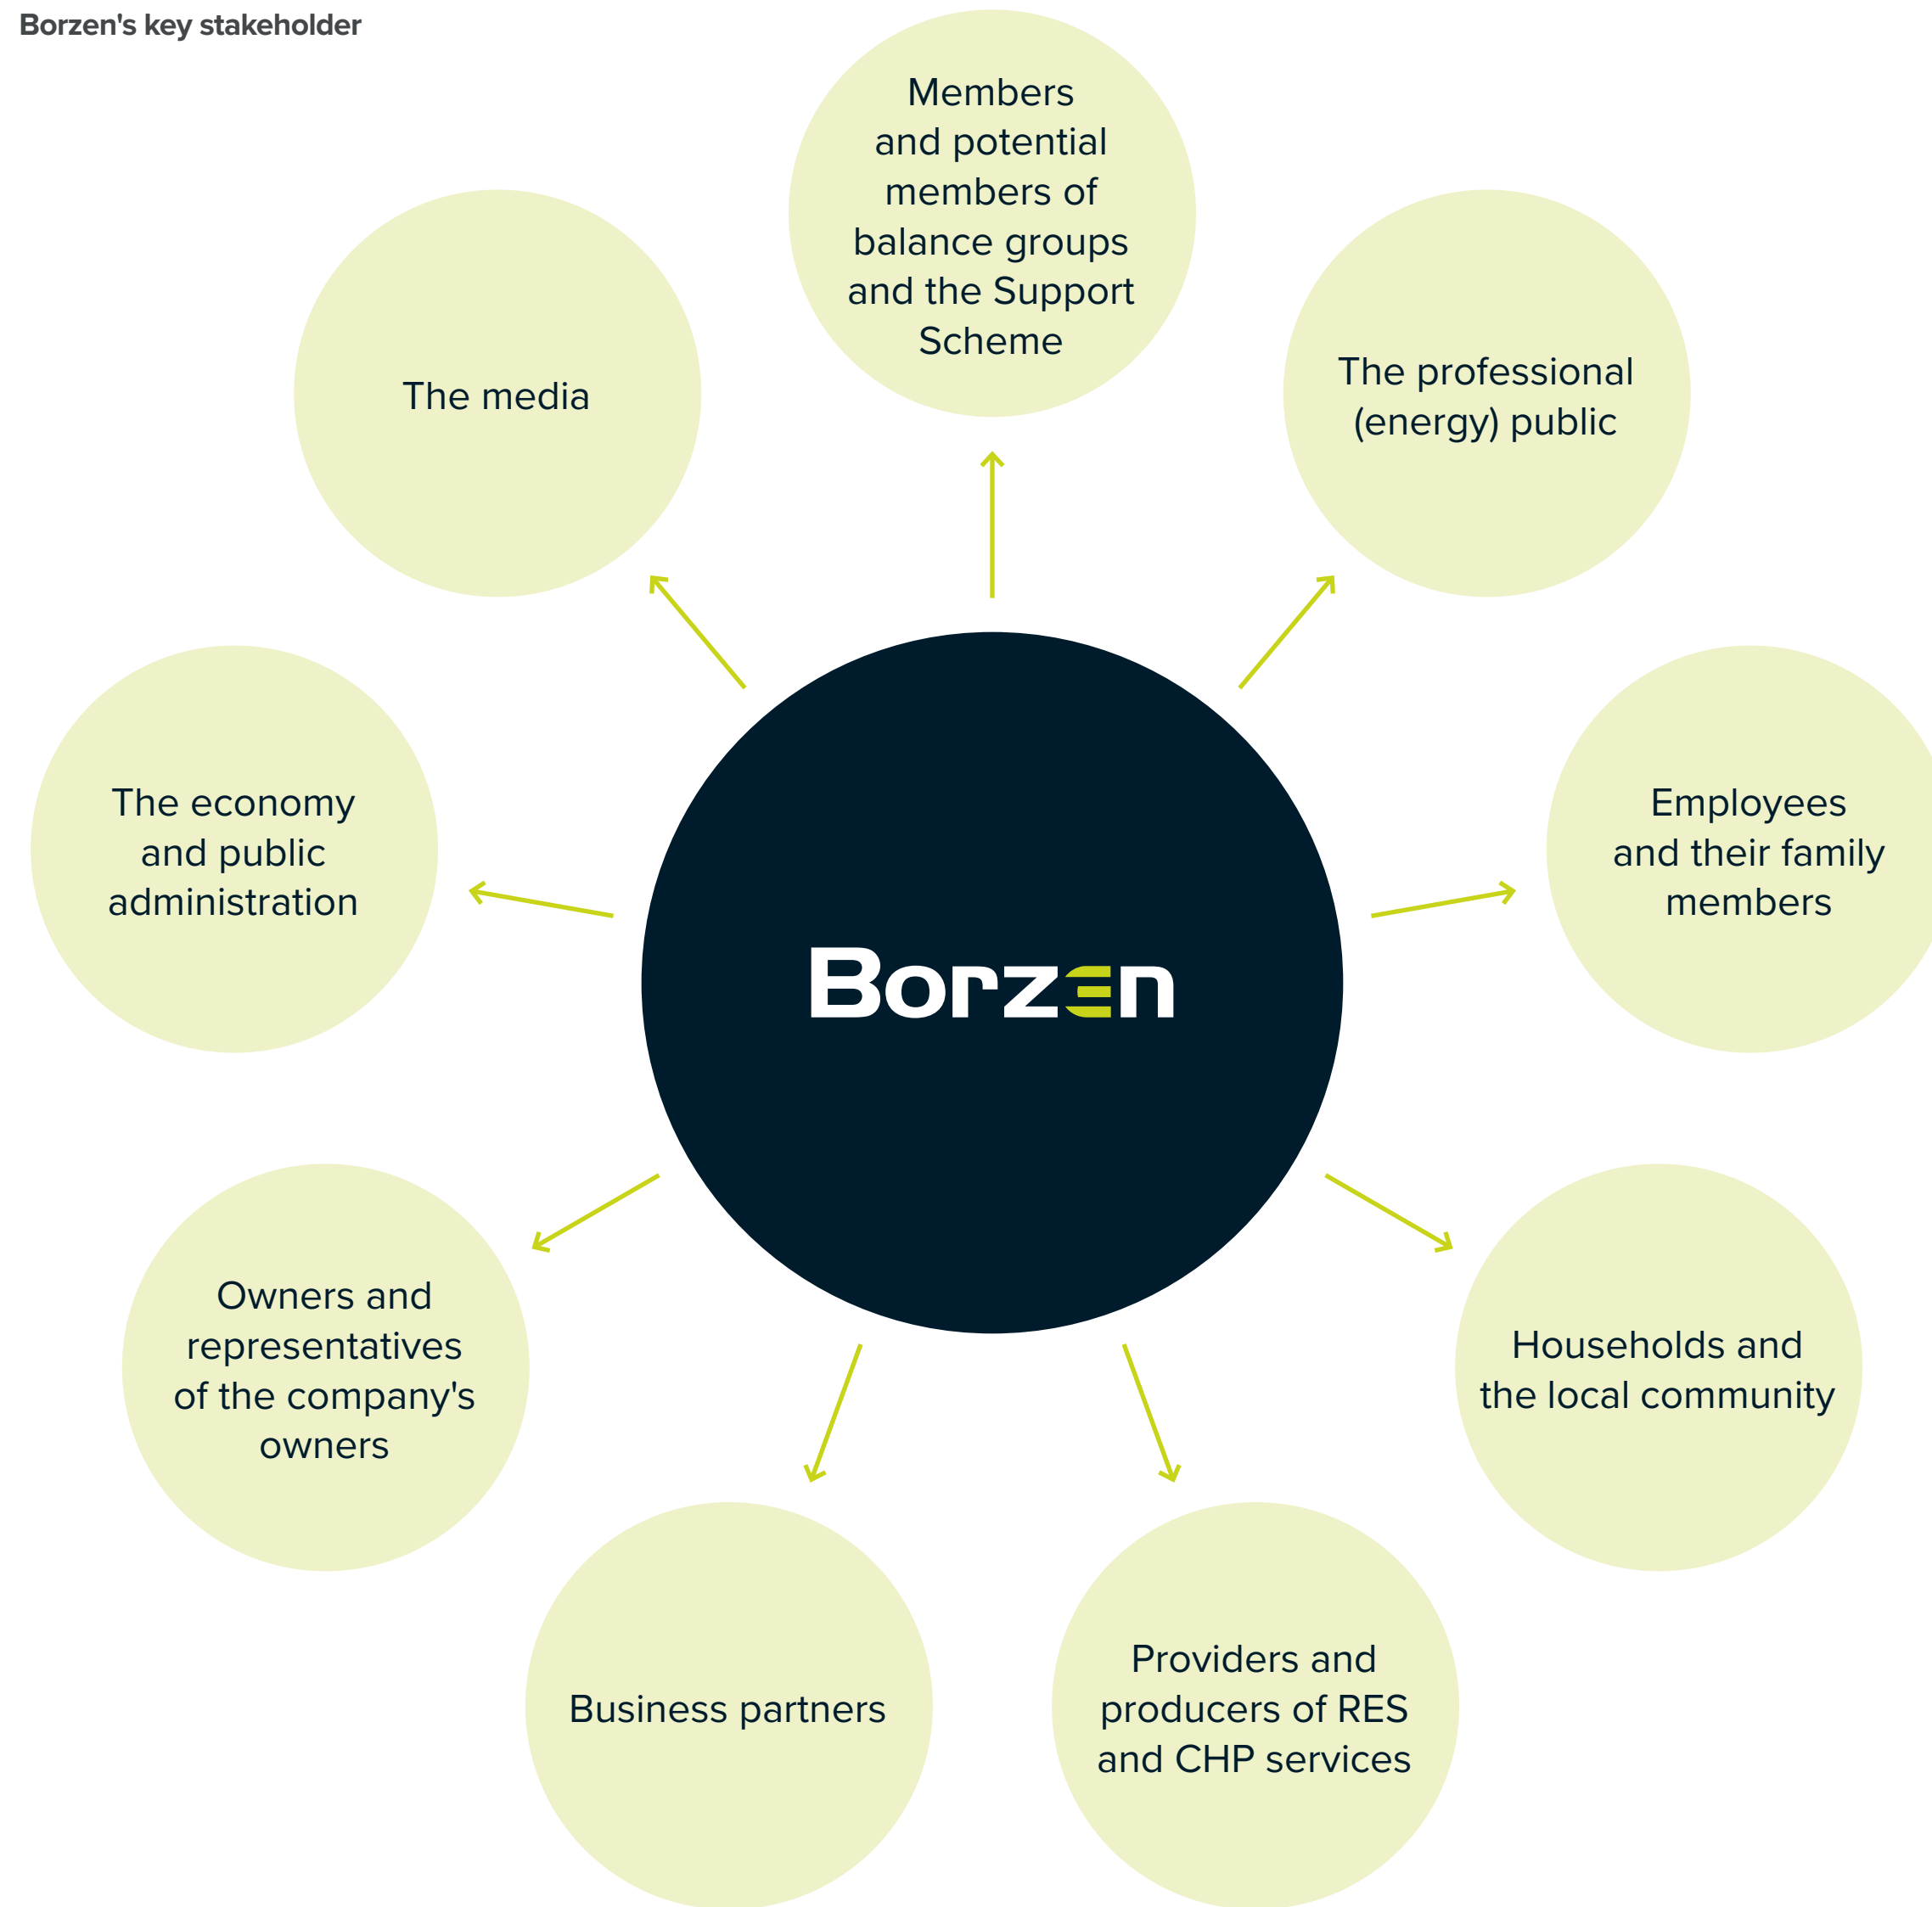 Borzen's key stakeholder
Members
and potential
members of
balance groups
and the Support
Scheme
The media
The professional
(energy) public
The economy
and public
administration
Employees
and their family
members
Borzen
Owners and
representatives
of the company's
owners
Households and
the local community
Business partners
Providers and
producers of RES
and CHP services